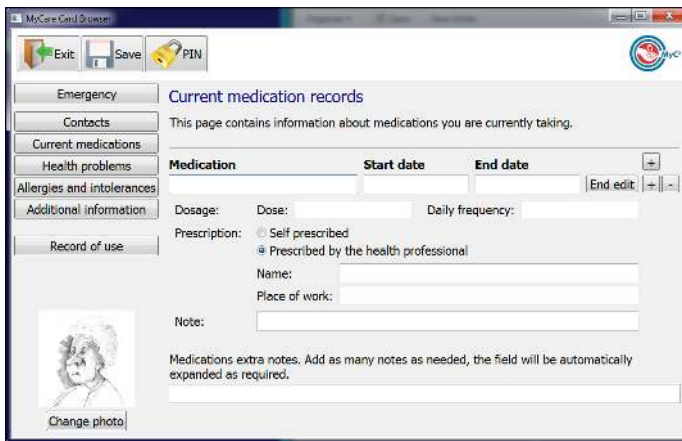 MyCare Card Browser
Exit Save PIN
MyC
Emergency
Contacts
Current medications
Health problems
Allergies and intolerances
Additional information
Record of use
Change photo
Current medication records
This page contains information about medications you are currently taking.
Medication Start date End date +
End edit + -
Dosage: Dose: Daily frequency:
Prescription: Self prescribed
Prescribed by the health professional
Name:
Place of work:
Note:
Medications extra notes. Add as many notes as needed, the field will be automatically
expanded as required.